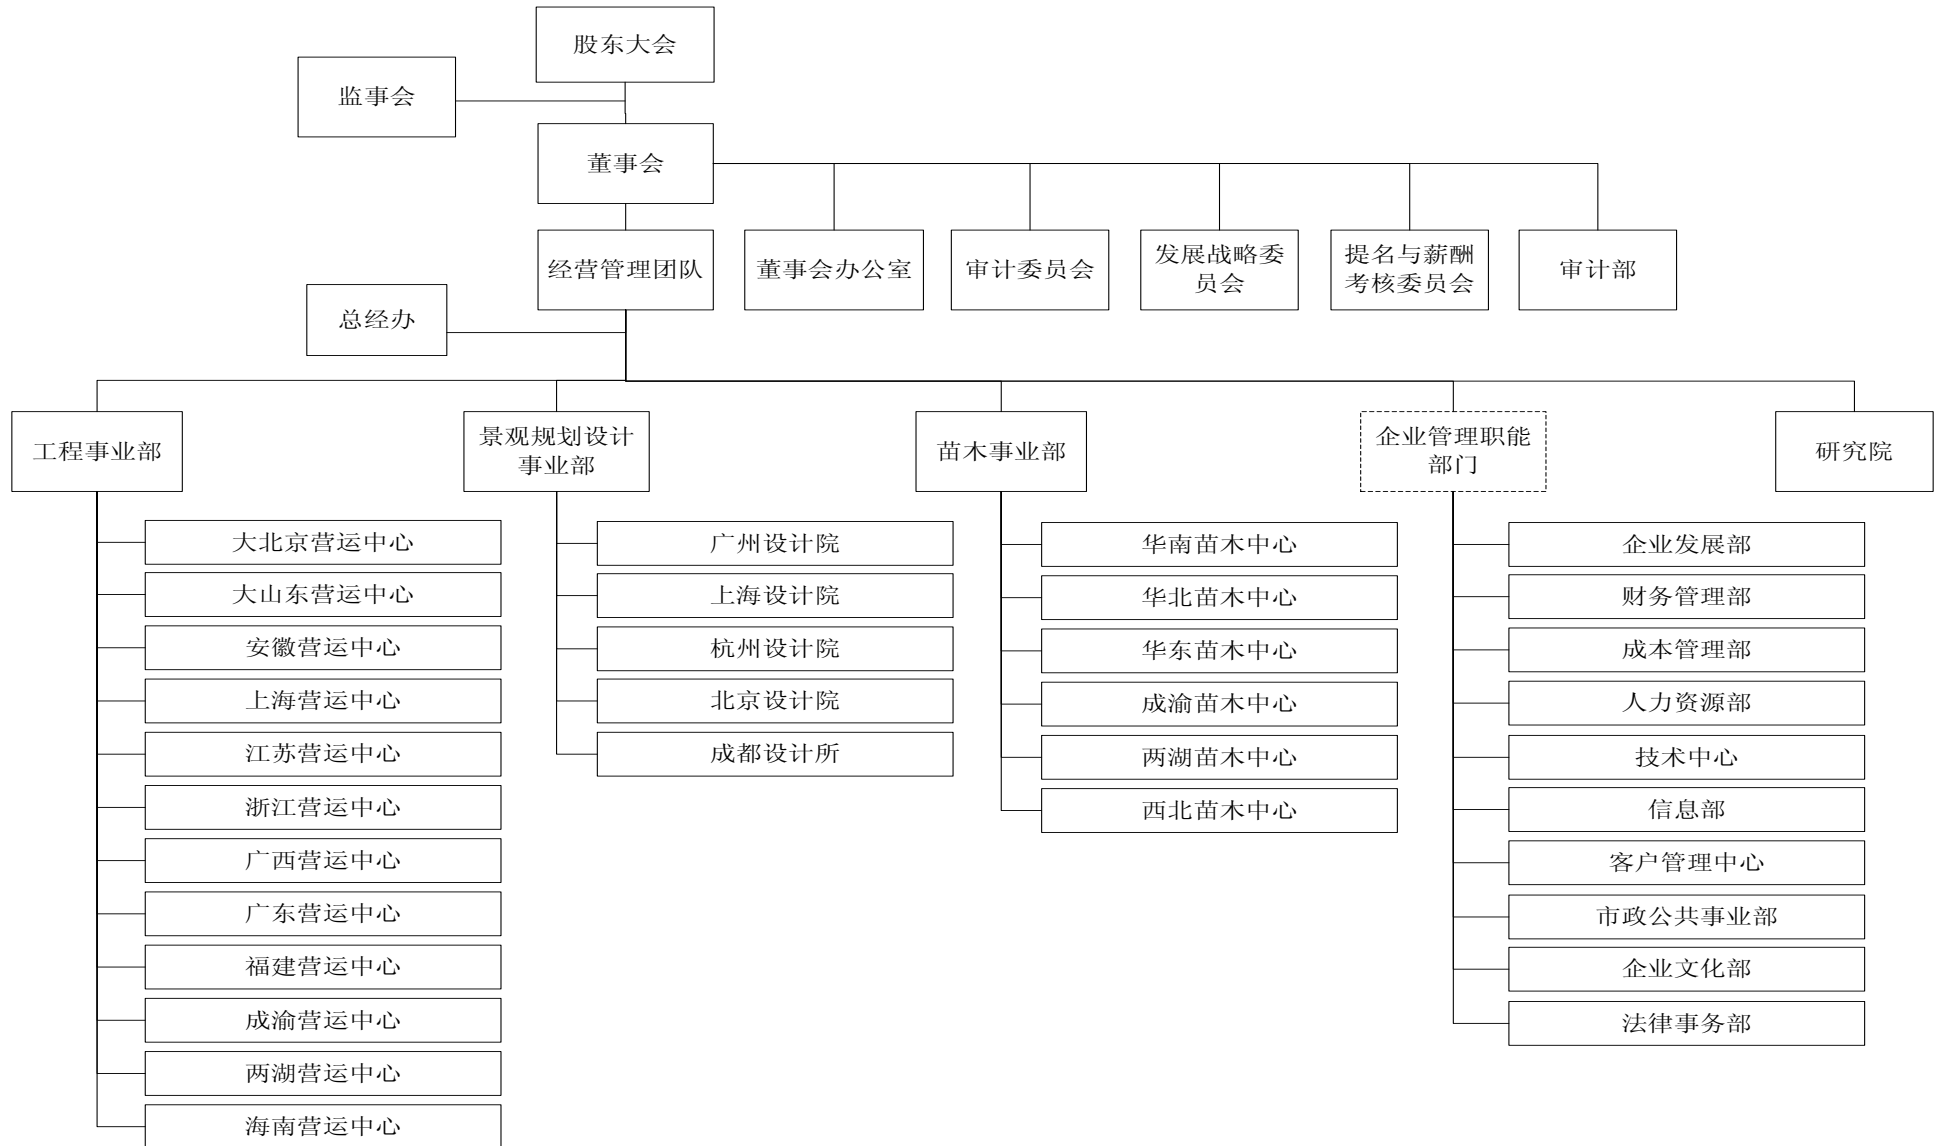 股东大会
监事会
董事会
经营管理团队
董事会办公室
审计委员会
发展战略委
员会
提名与薪酬
考核委员会
审计部
总经办
工程事业部
景观规划设计
事业部
苗木事业部
企业管理职能
部门
研究院
大北京营运中心
大山东营运中心
安徽营运中心
上海营运中心
江苏营运中心
浙江营运中心
广西营运中心
广东营运中心
福建营运中心
成渝营运中心
两湖营运中心
海南营运中心
广州设计院
上海设计院
杭州设计院
北京设计院
成都设计所
华南苗木中心
华北苗木中心
华东苗木中心
成渝苗木中心
两湖苗木中心
西北苗木中心
企业发展部
财务管理部
成本管理部
人力资源部
技术中心
信息部
客户管理中心
市政公共事业部
企业文化部
法律事务部